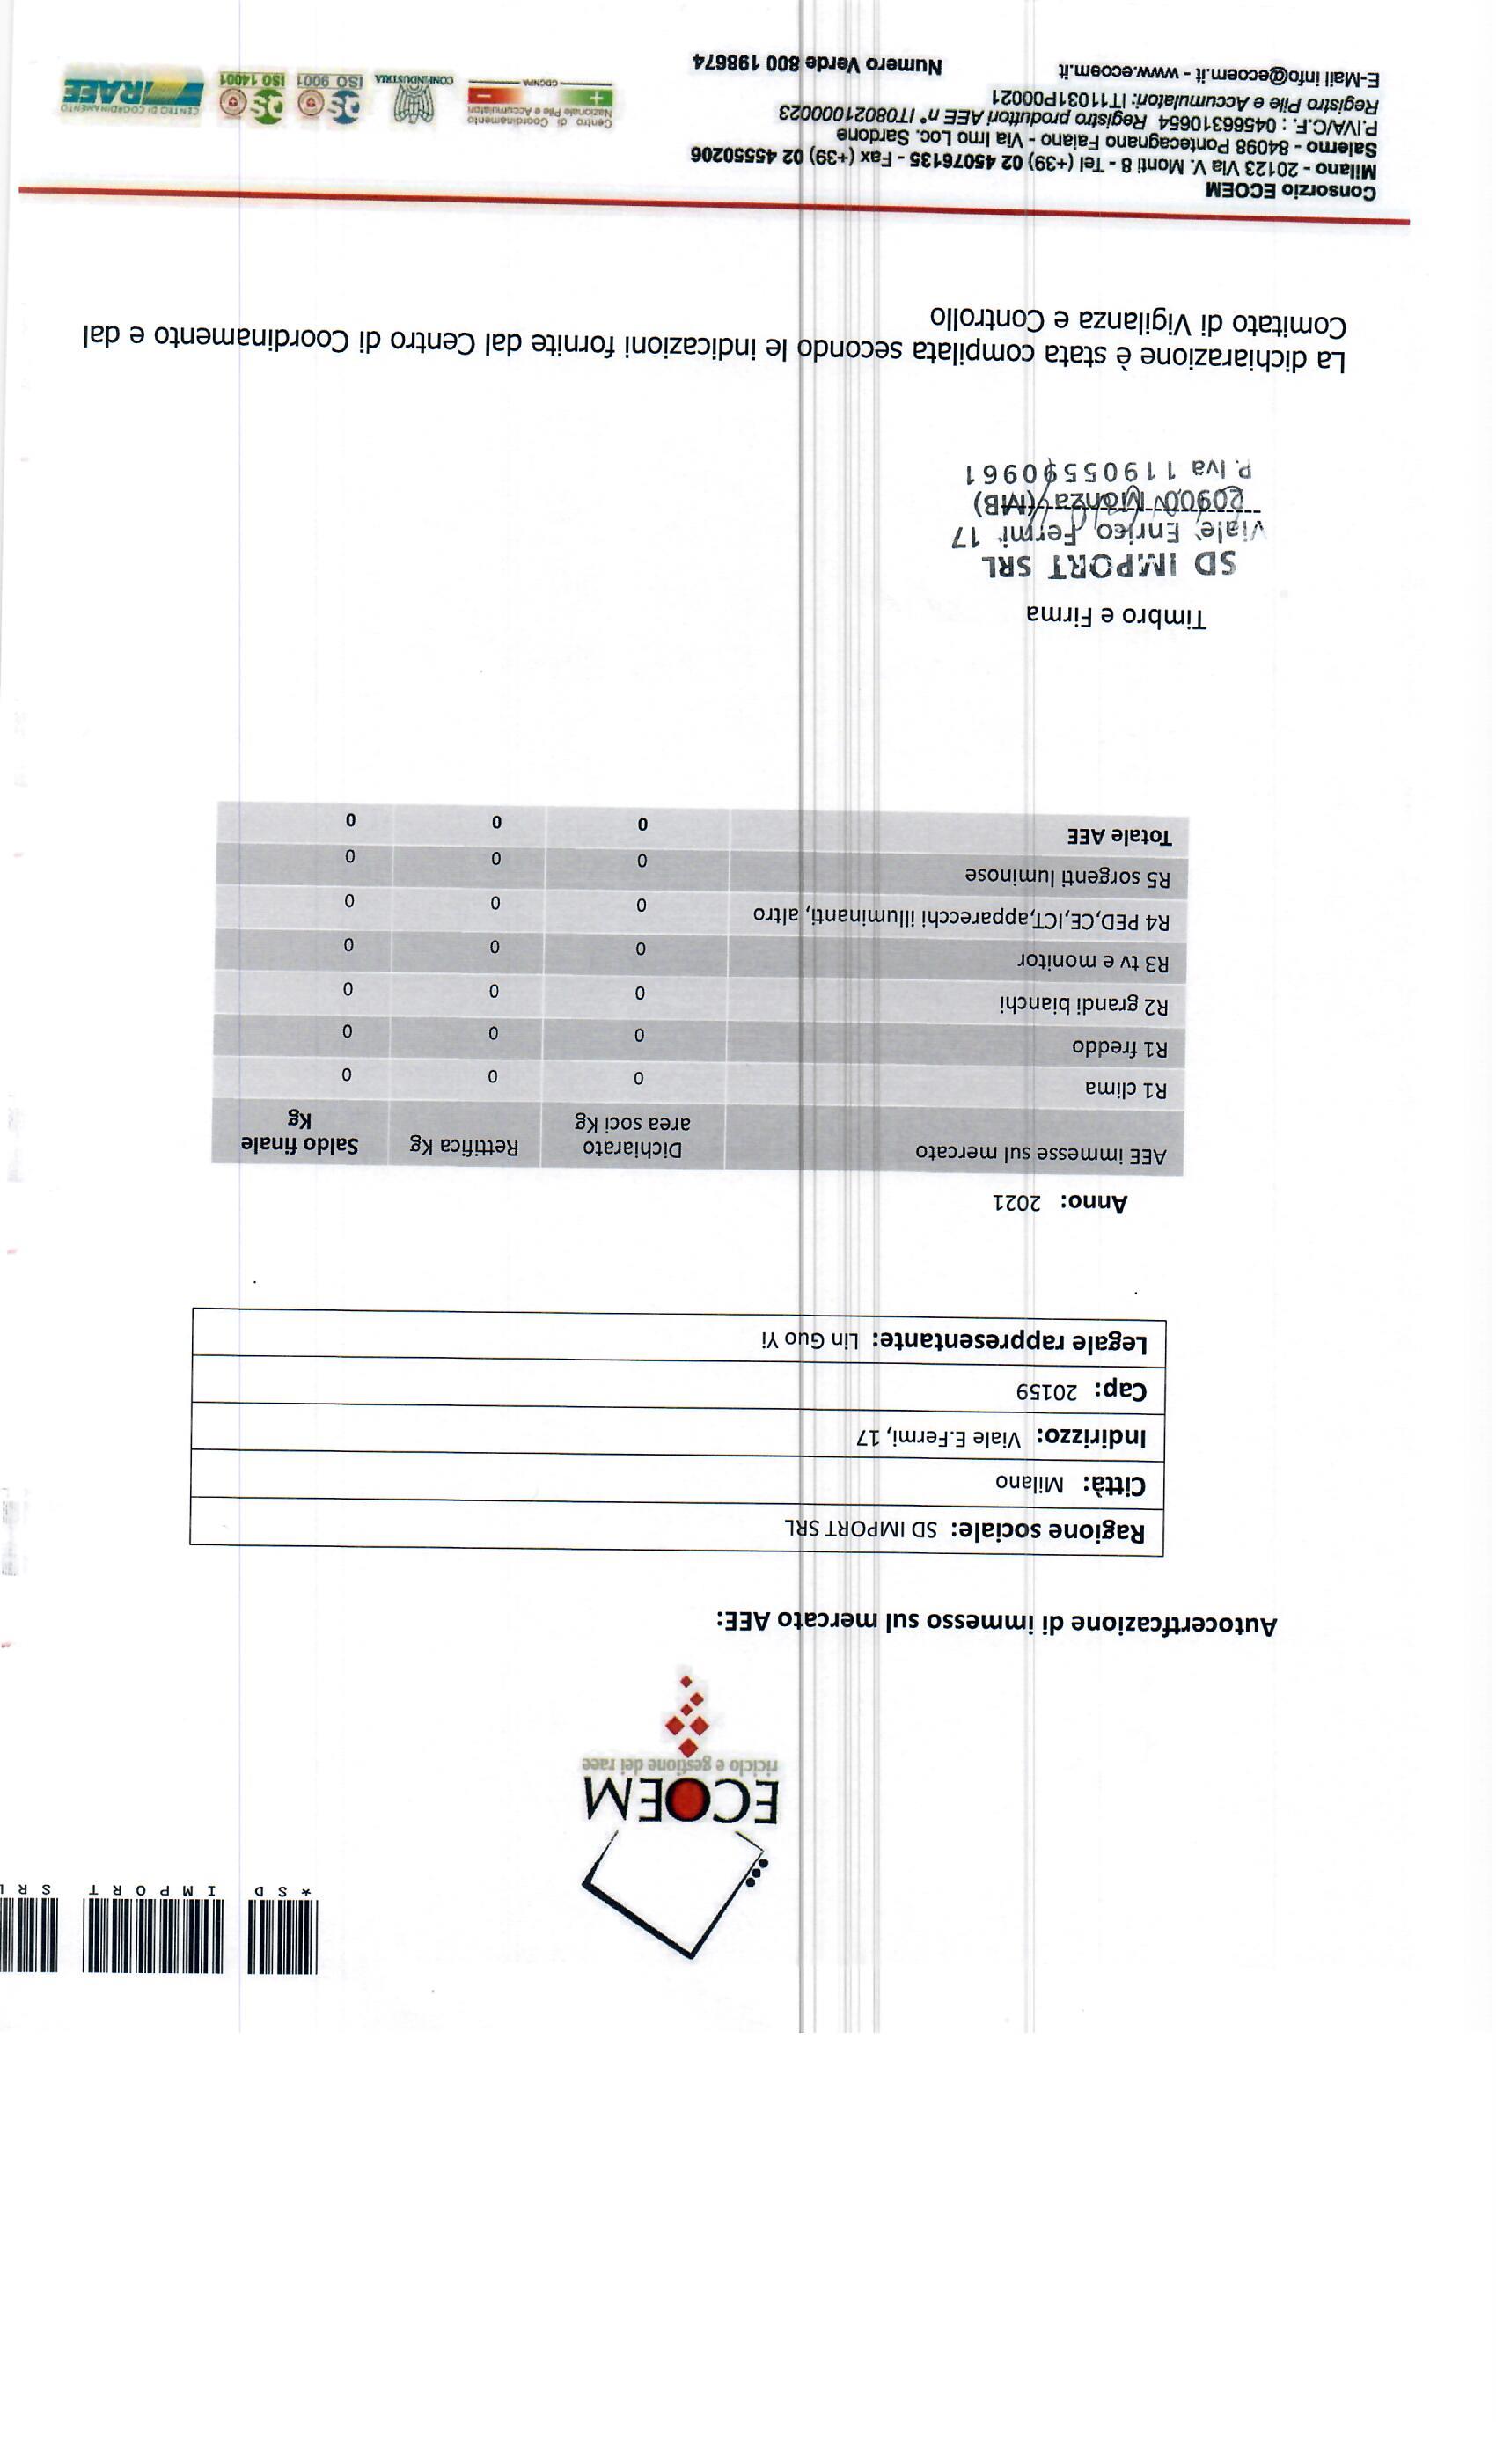 *SD IMPORT SRL
ECOEM
riciclo e gestione dei raee
Autocertfcazione di immesso sul mercato AEE:
Ragione sociale: SD IMPORT SRL
Città: Milano
Indirizzo: Viale E.Fermi, 17
Cap: 20159
Legale rappresentante: Lin Guo Yi
Anno: 2021
AEE immesse sul mercato Dichiarato area soci Kg Rettifica Kg Saldo finale Kg
R1 clima 0 0 0
R1 freddo 0 0 0
R2 grandi bianchi 0 0 0
R3 tv e monitor 0 0 0
R4 PED,CE,ICT,apparecchi illuminanti, altro 0 0 0
R5 sorgenti luminose 0 0 0
Totale AEE 0 0 0
Timbro e Firma
SD IMPORT SRL
Viale Enrico Fermi 17
20900 Monza (MB)
P. Iva 11905590961
La dichiarazione è stata compilata secondo le indicazioni fornite dal Centro di Coordinamento e dal
Comitato di Vigilanza e Controllo
Consorzio ECOEM
Milano - 20123 Via V. Monti 8 - Tel (+39) 02 45076135 - Fax (+39) 02 45550206
Salerno - 84098 Pontecagnano Faiano - Via Irno Loc. Sardone
P.IVA/C.F. : 04566310654 Registro produttori AEE n° IT08021000023
Registro Pile e Accumulatori: IT11031P00021
E-Mail info@ecoem.it - www.ecoem.it Numero Verde 800 198674
Centro di Coordinamento
Nazionale Pile e Accumulatori
CDCNPA
CONFINDUSTRIA
ISO 9001
ISO 14001
CENTRO DI COORDINAMENTO
RAEE